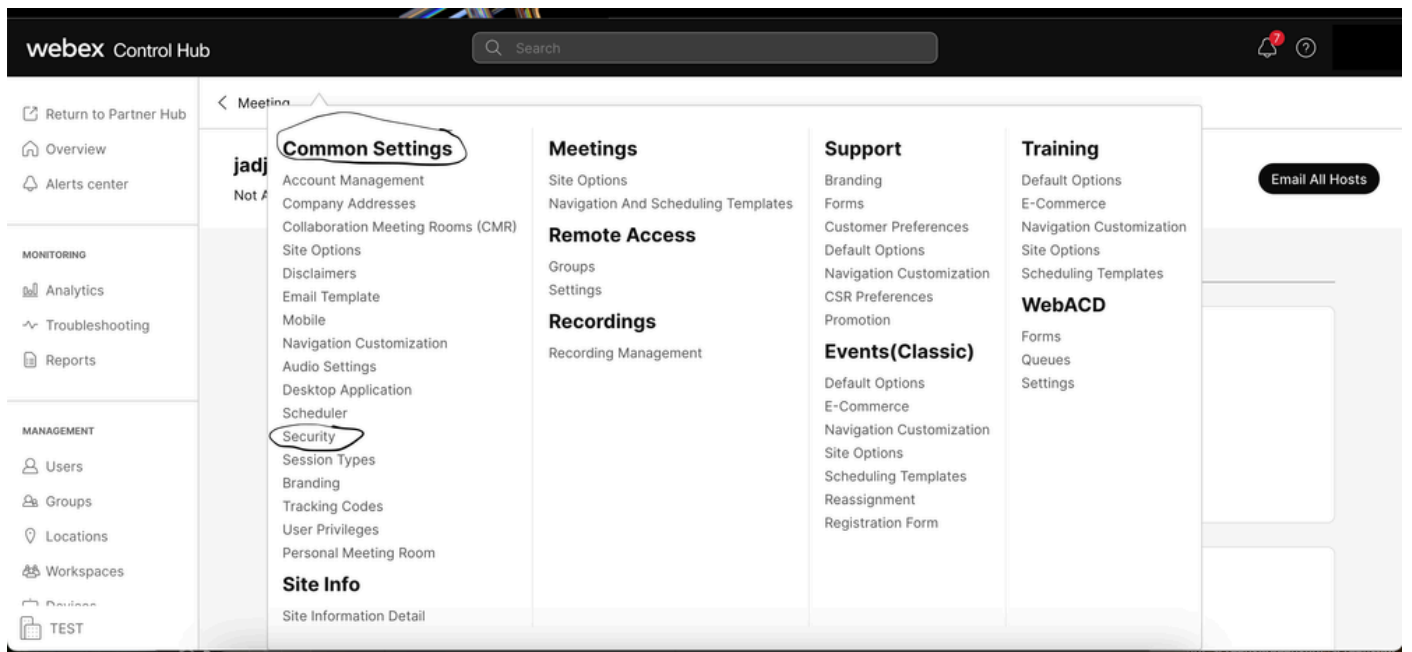 webex Control Hub
Search
7
Return to Partner Hub
Overview
Alerts center
MONITORING
Analytics
Troubleshooting
Reports
MANAGEMENT
Users
Groups
Locations
Workspaces
Devices
TEST
Meeting
jadj
Not A
Email All Hosts
Common Settings
Account Management
Company Addresses
Collaboration Meeting Rooms (CMR)
Site Options
Disclaimers
Email Template
Mobile
Navigation Customization
Audio Settings
Desktop Application
Scheduler
Security
Session Types
Branding
Tracking Codes
User Privileges
Personal Meeting Room
Site Info
Site Information Detail
Meetings
Site Options
Navigation And Scheduling Templates
Remote Access
Groups
Settings
Recordings
Recording Management
Support
Branding
Forms
Customer Preferences
Default Options
Navigation Customization
CSR Preferences
Promotion
Events(Classic)
Default Options
E-Commerce
Navigation Customization
Site Options
Scheduling Templates
Reassignment
Registration Form
Training
Default Options
E-Commerce
Navigation Customization
Site Options
Scheduling Templates
WebACD
Forms
Queues
Settings